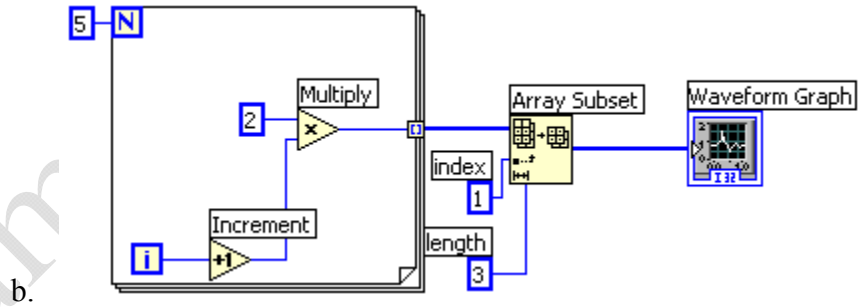 5 N
Multiply
2
x
Array Subset
Waveform Graph
index
1
I32
Increment
i
+1
length
3
b.